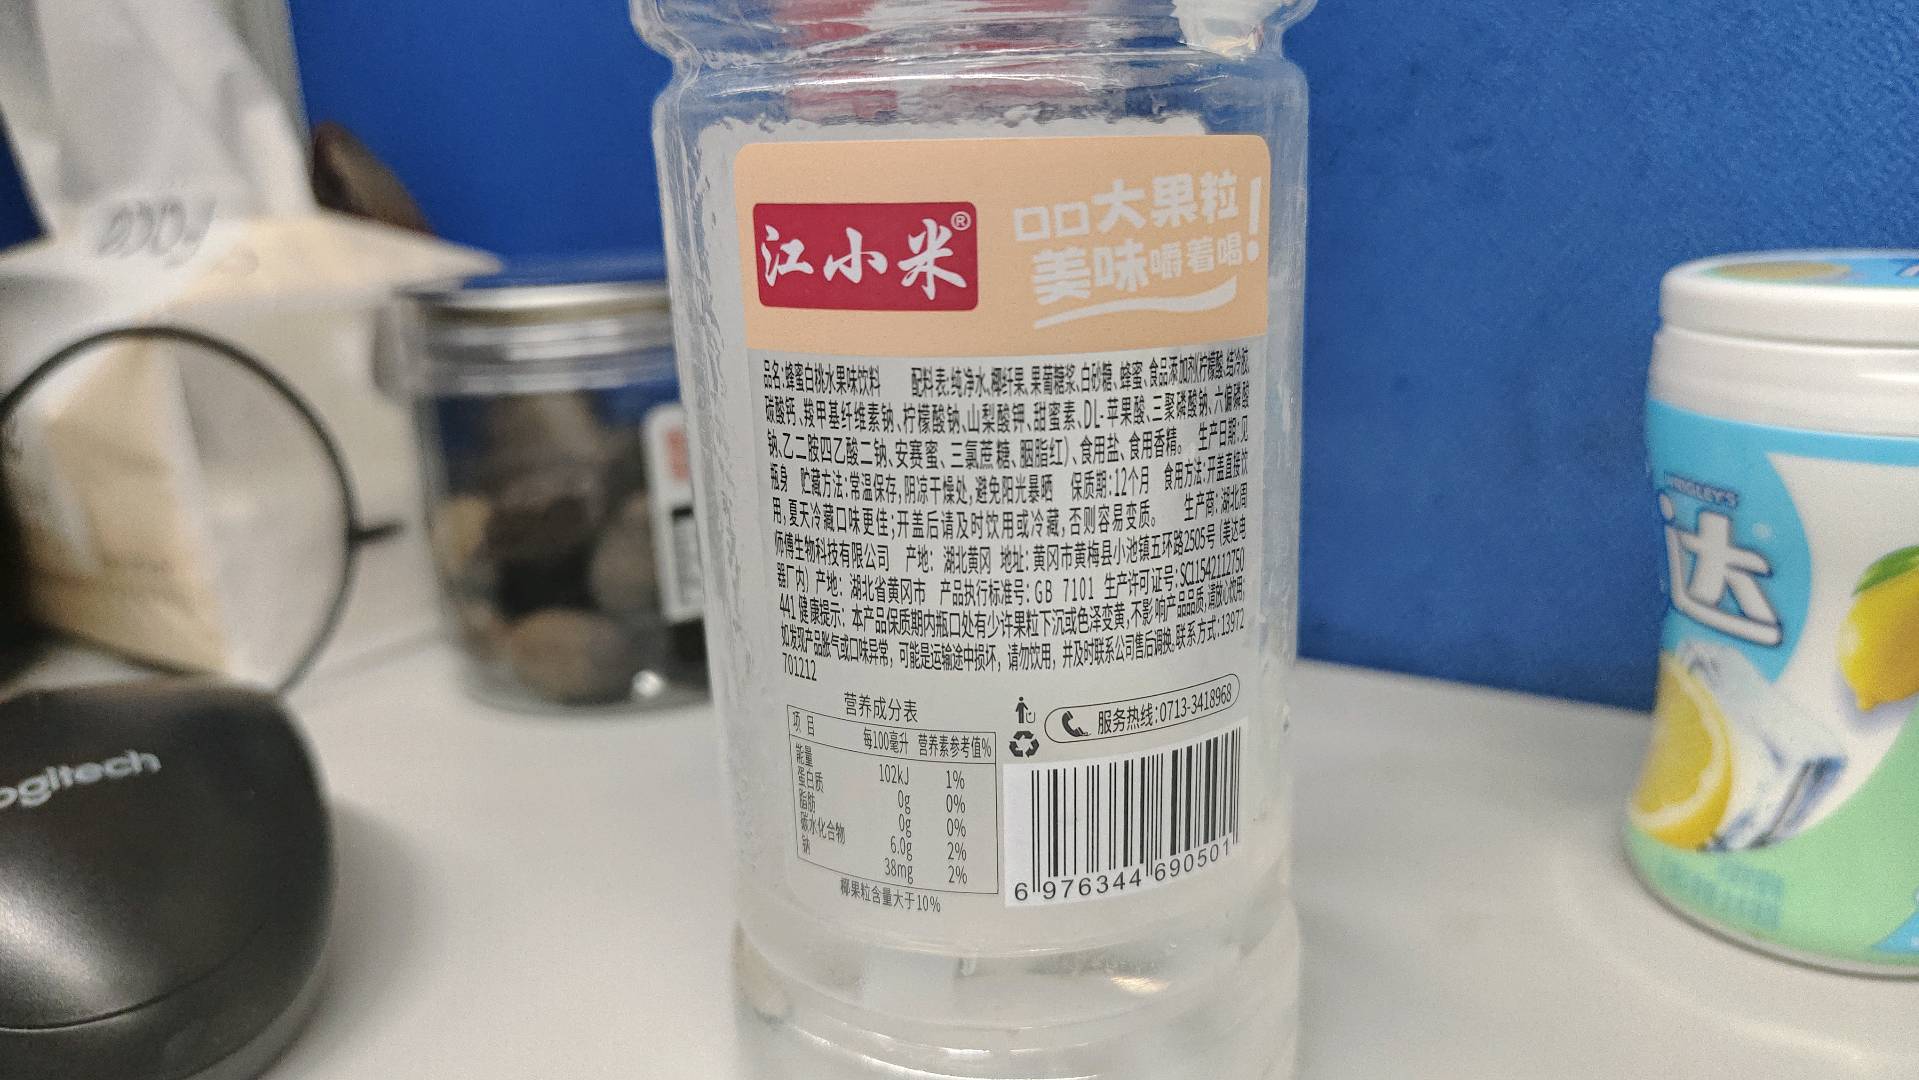 江小米®
口口大果粒
美味嚼着喝！
品名:蜂蜜白桃水果味饮料 配料表:纯净水、椰纤果、果葡糖浆、白砂糖、蜂蜜、食品添加剂(柠檬酸、结冷胶、
碳酸钙、羧甲基纤维素钠、柠檬酸钠、山梨酸钾、甜蜜素、DL-苹果酸、三聚磷酸钠、六偏磷酸
钠、乙二胺四乙酸二钠、安赛蜜、三氯蔗糖、胭脂红)、食用盐、食用香精。 生产日期:见
瓶身 贮藏方法:常温保存,阴凉干燥处,避免阳光暴晒 保质期:12个月 食用方法:开盖直接饮
用,夏天冷藏口味更佳;开盖后请及时饮用或冷藏,否则容易变质。 生产商:湖北周
师傅生物科技有限公司 产地: 湖北黄冈 地址: 黄冈市黄梅县小池镇五环路2505号 (美达电
器厂内) 产地: 湖北省黄冈市 产品执行标准号: GB 7101 生产许可证号: SC11542112750
441 健康提示: 本产品保质期内瓶口处有少许果粒下沉或色泽变黄,不影响产品品质,请放心饮用;
如发现产品胀气或口味异常, 可能是运输途中损坏, 请勿饮用, 并及时联系公司售后调换。联系方式:13972
701212
营养成分表
项目 每100毫升 营养素参考值%
能量 102kJ 1%
蛋白质 0g 0%
脂肪 0g 0%
碳水化合物 6.0g 2%
钠 38mg 2%
椰果粒含量大于10%
服务热线:0713-3418968
6 976344 690501
ogitech
WRIGLEY'S
达